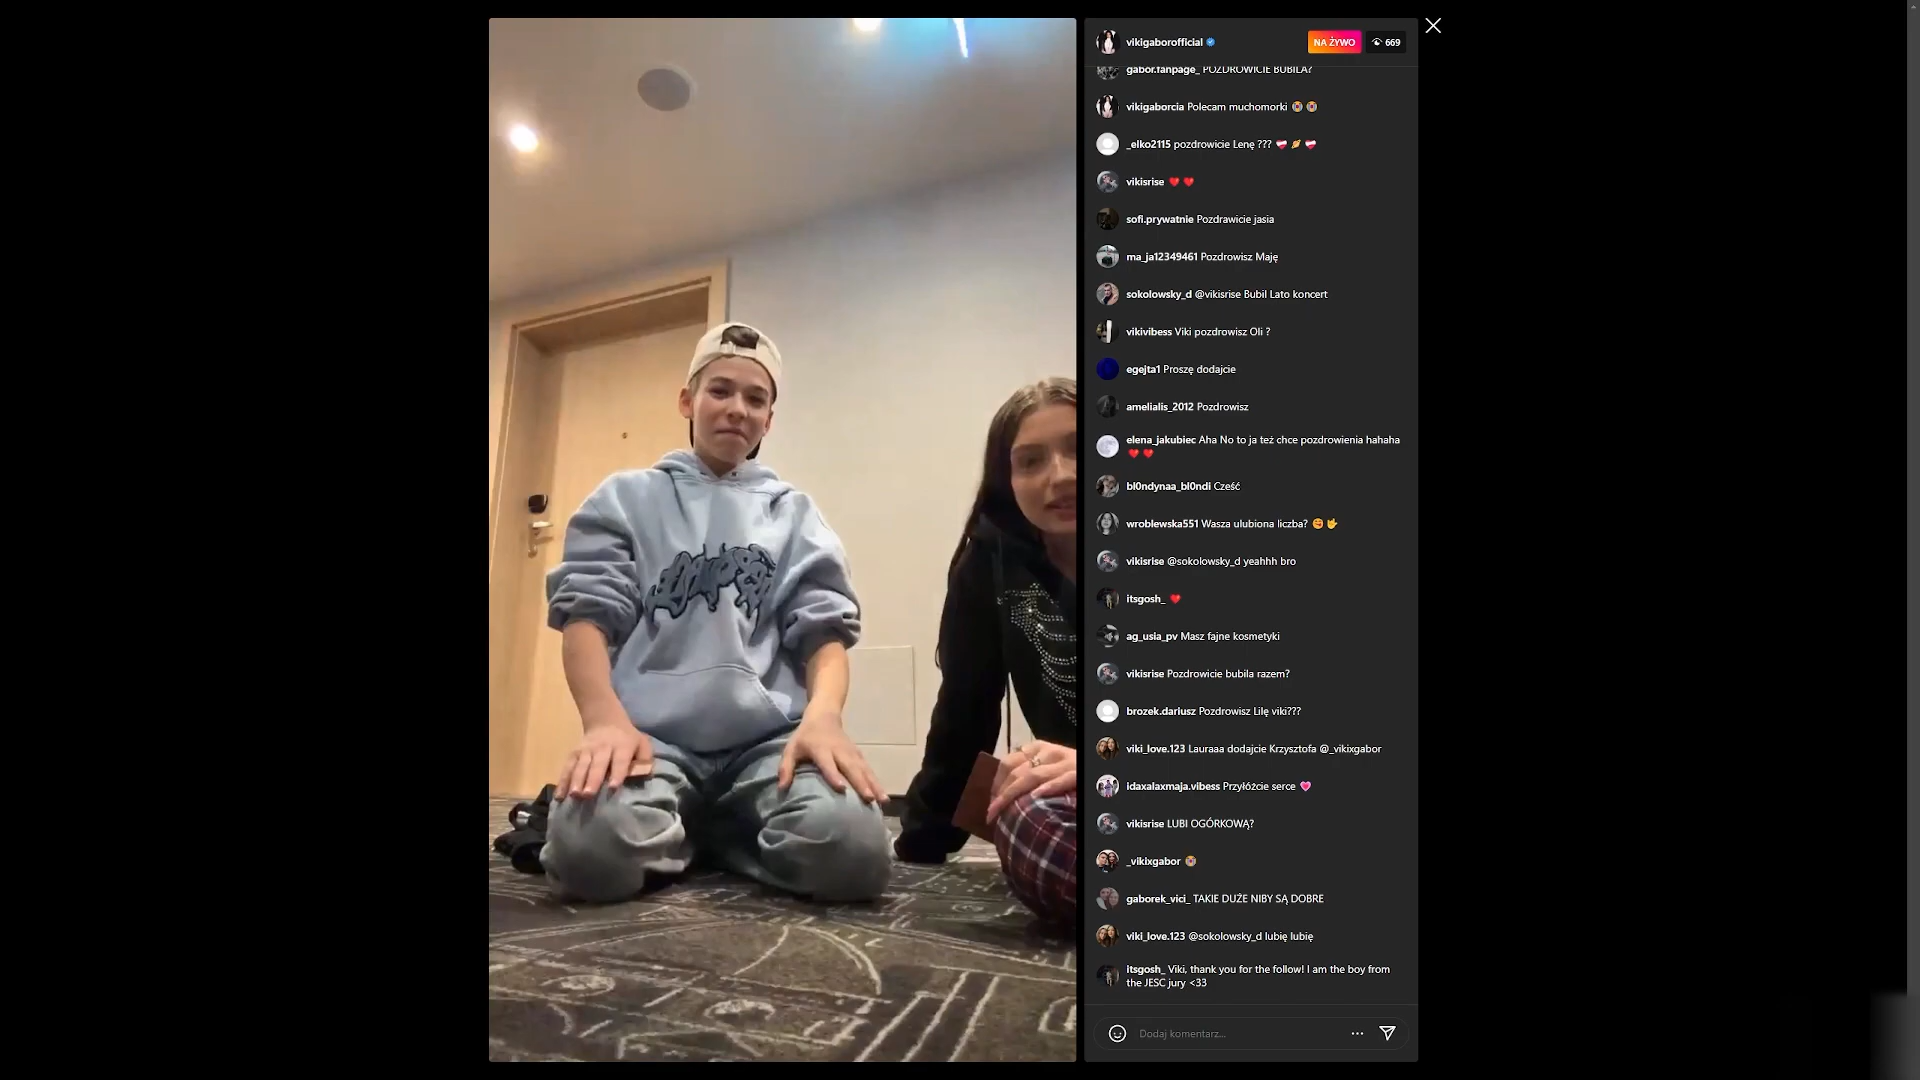 vikigaborofficial
NA ŻYWO
669
gabor.fanpage_ POZDROWICIE BUBILA?
vikigaborcia Polecam muchomorki 😭 😭
_elko2115 pozdrowicie Lenę ??? ❤️‍🩹 🪐 ❤️‍🩹
vikisrise ❤️ ❤️
sofi.prywatnie Pozdrawicie jasia
ma_ja12349461 Pozdrowisz Maję
sokolowsky_d @vikisrise Bubil Lato koncert
vikivibess Viki pozdrowisz Oli ?
egejta1 Proszę dodajcie
amelialis_2012 Pozdrowisz
elena_jakubiec Aha No to ja też chce pozdrowienia hahaha
❤️ ❤️
bl0ndynaa_bl0ndi Cześć
wroblewska551 Wasza ulubiona liczba? 🥰 🤟
vikisrise @sokolowsky_d yeahhh bro
itsgosh_ ❤️
ag_usia_pv Masz fajne kosmetyki
vikisrise Pozdrowicie bubila razem?
brozek.dariusz Pozdrowisz Lilę viki???
viki_love.123 Lauraaa dodajcie Krzysztofa @_vikixgabor
idaxalaxmaja.vibess Przyłóżcie serce 💗
vikisrise LUBI OGÓRKOWĄ?
_vikixgabor 😭
gaborek_vici_ TAKIE DUŻE NIBY SĄ DOBRE
viki_love.123 @sokolowsky_d lubię lubię
itsgosh_ Viki, thank you for the follow! I am the boy from
the JESC jury <33
Dodaj komentarz...